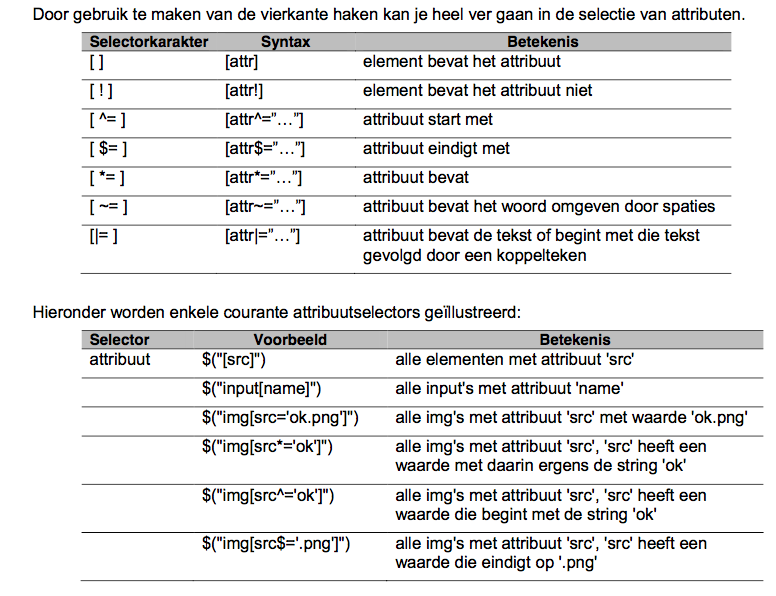 Door gebruik te maken van de vierkante haken kan je heel ver gaan in de selectie van attributen.
Selectorkarakter Syntax Betekenis
[ ] [attr] element bevat het attribuut
[ ! ] [attr!] element bevat het attribuut niet
[ ^= ] [attr^=”…”] attribuut start met
[ $= ] [attr$=”…”] attribuut eindigt met
[ *= ] [attr*=”…”] attribuut bevat
[ ~= ] [attr~=”…”] attribuut bevat het woord omgeven door spaties
[|= ] [attr|=”…”] attribuut bevat de tekst of begint met die tekst
gevolgd door een koppelteken
Hieronder worden enkele courante attribuutselectors geïllustreerd:
Selector Voorbeeld Betekenis
attribuut $("[src]") alle elementen met attribuut 'src'
$("input[name]") alle input's met attribuut 'name'
$("img[src='ok.png']") alle img's met attribuut 'src' met waarde 'ok.png'
$("img[src*='ok']") alle img's met attribuut 'src', 'src' heeft een
waarde met daarin ergens de string 'ok'
$("img[src^='ok']") alle img's met attribuut 'src', 'src' heeft een
waarde die begint met de string 'ok'
$("img[src$='.png']") alle img's met attribuut 'src', 'src' heeft een
waarde die eindigt op '.png'